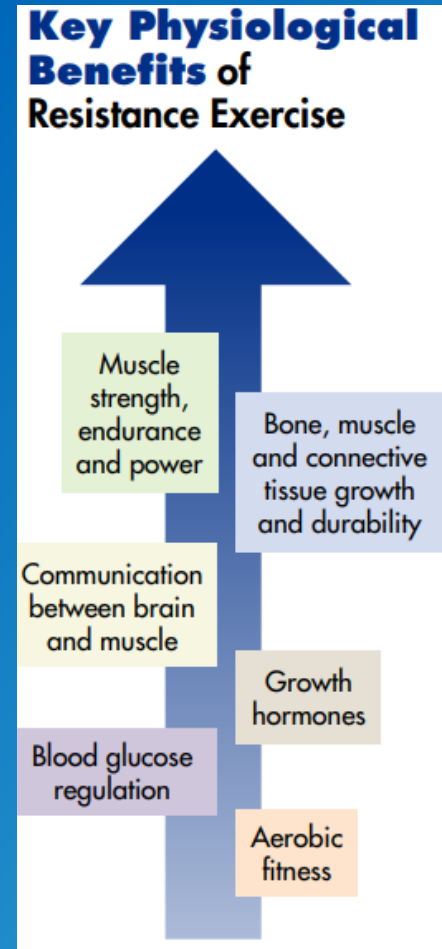 Key Physiological
Benefits of
Resistance Exercise
Muscle
strength,
endurance
and power
Bone, muscle
and connective
tissue growth
and durability
Communication
between brain
and muscle
Growth
hormones
Blood glucose
regulation
Aerobic
fitness